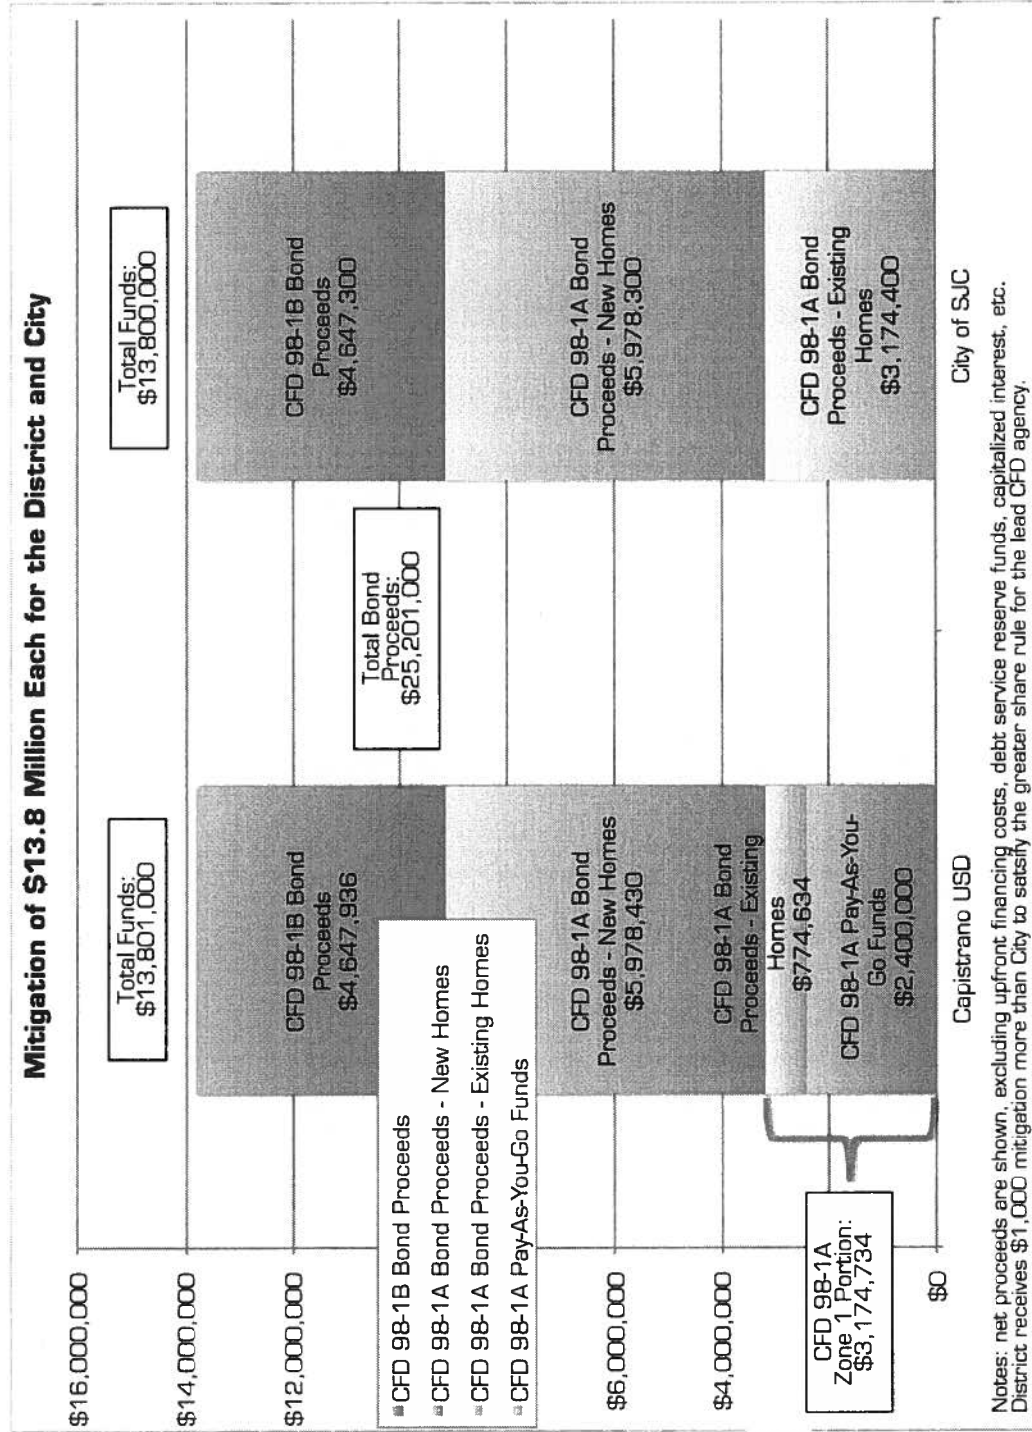 Mitigation of $13.8 Million Each for the District and City
$16,000,000
$14,000,000
$12,000,000
$6,000,000
$4,000,000
$0
Total Funds:
$13,801,000
CFD 98-1B Bond
Proceeds
$4,647,936
CFD 98-1A Bond
Proceeds - New Homes
$5,978,430
CFD 98-1A Bond
Proceeds - Existing
Homes
$774,634
CFD 98-1A Pay-As-You-
Go Funds
$2,400,000
Capistrano USD
CFD 98-1B Bond Proceeds
CFD 98-1A Bond Proceeds - New Homes
CFD 98-1A Bond Proceeds - Existing Homes
CFD 98-1A Pay-As-You-Go Funds
CFD 98-1A
Zone 1 Portion:
$3,174,734
Total Bond
Proceeds:
$25,201,000
Total Funds:
$13,800,000
CFD 98-1B Bond
Proceeds
$4,647,300
CFD 98-1A Bond
Proceeds - New Homes
$5,978,300
CFD 98-1A Bond
Proceeds - Existing
Homes
$3,174,400
City of SJC
Notes: net proceeds are shown, excluding upfront financing costs, debt service reserve funds, capitalized interest, etc.
District receives $1,000 mitigation more than City to satsify the greater share rule for the lead CFD agency.